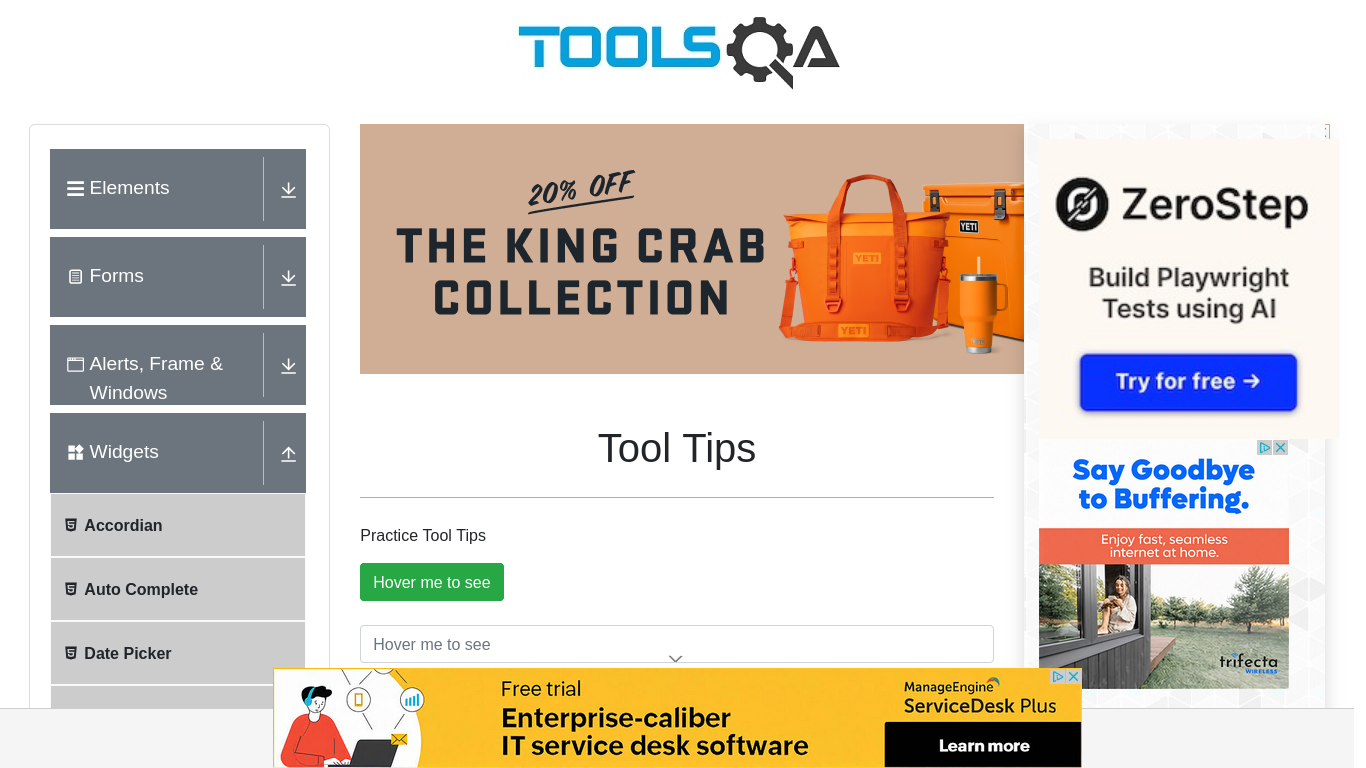 TOOLSQA
Elements
Forms
Alerts, Frame &
Windows
Widgets
Accordian
Auto Complete
Date Picker
20% OFF
THE KING CRAB
COLLECTION
YETI
YETI
YETI
Tool Tips
Practice Tool Tips
Hover me to see
Hover me to see
ZeroStep
Build Playwright
Tests using AI
Try for free →
Say Goodbye
to Buffering.
Enjoy fast, seamless
internet at home.
trifecta
WIRELESS
Free trial
Enterprise-caliber
IT service desk software
ManageEngine
ServiceDesk Plus
Learn more